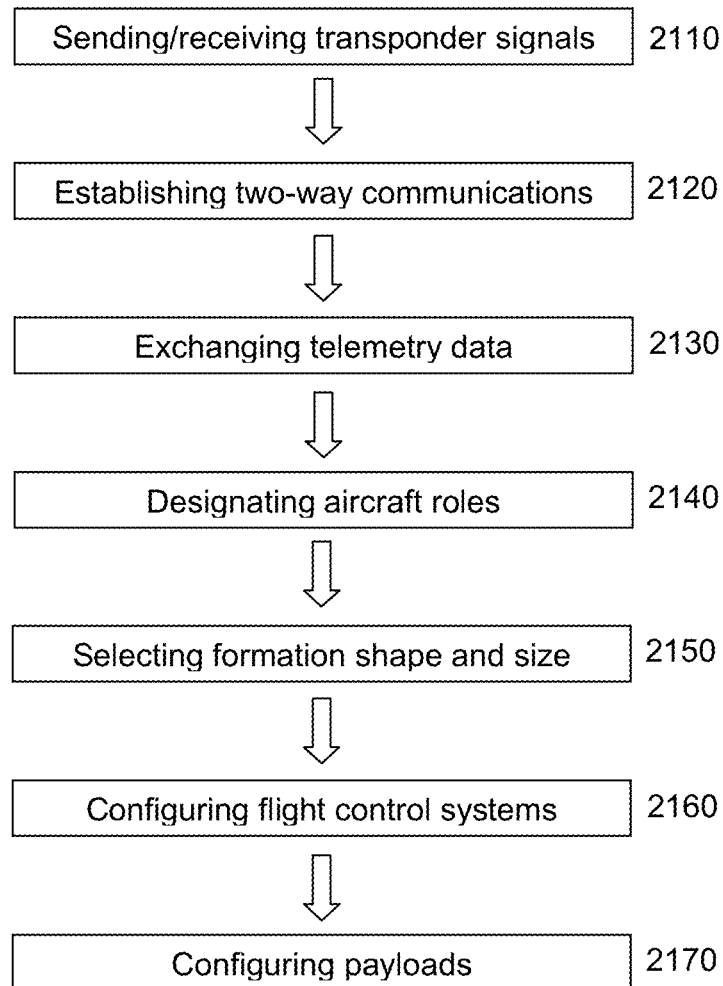 Sending/receiving transponder signals 2110
Establishing two-way communications 2120
Exchanging telemetry data 2130
Designating aircraft roles 2140
Selecting formation shape and size 2150
Configuring flight control systems 2160
Configuring payloads 2170